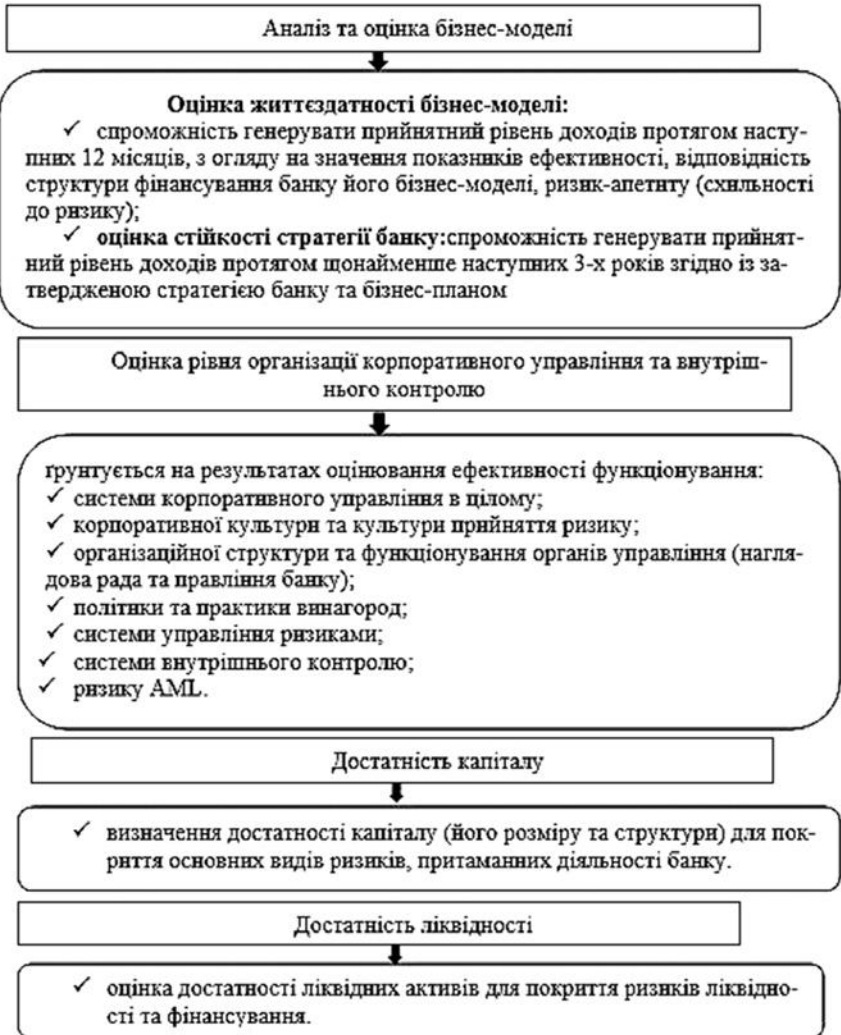 Аналіз та оцінка бізнес-моделі
Оцінка життєздатності бізнес-моделі:
✓ спроможність генерувати прийнятний рівень доходів протягом насту-
пних 12 місяців, з огляду на значення показників ефективності, відповідність
структури фінансування банку його бізнес-моделі, ризик-апетиту (схильності
до ризику);
✓ оцінка стійкості стратегії банку:спроможність генерувати прийнят-
ний рівень доходів протягом щонайменше наступних 3-х років згідно із за-
твердженою стратегією банку та бізнес-планом
Оцінка рівня організації корпоративного управління та внутріш-
нього контролю
ґрунтується на результатах оцінювання ефективності функціонування:
✓ системи корпоративного управління в цілому;
✓ корпоративної культури та культури прийняття ризику;
✓ організаційної структури та функціонування органів управління (нагля-
дова рада та правління банку);
✓ політики та практики винагород;
✓ системи управління ризиками;
✓ системи внутрішнього контролю;
✓ ризику AML.
Достатність капіталу
✓ визначення достатності капіталу (його розміру та структури) для пок-
риття основних видів ризиків, притаманних діяльності банку.
Достатність ліквідності
✓ оцінка достатності ліквідних активів для покриття ризиків ліквідно-
сті та фінансування.